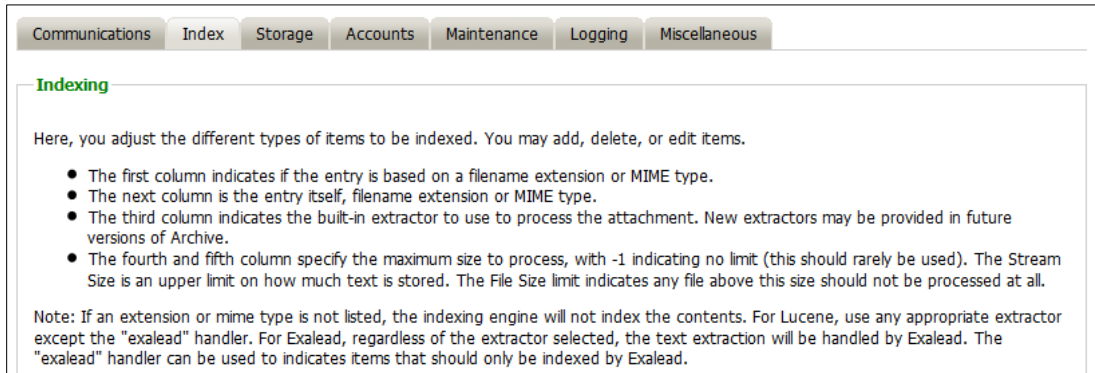 Communications Index Storage Accounts Maintenance Logging Miscellaneous
Indexing
Here, you adjust the different types of items to be indexed. You may add, delete, or edit items.
● The first column indicates if the entry is based on a filename extension or MIME type.
● The next column is the entry itself, filename extension or MIME type.
● The third column indicates the built-in extractor to use to process the attachment. New extractors may be provided in future
versions of Archive.
● The fourth and fifth column specify the maximum size to process, with -1 indicating no limit (this should rarely be used). The Stream
Size is an upper limit on how much text is stored. The File Size limit indicates any file above this size should not be processed at all.
Note: If an extension or mime type is not listed, the indexing engine will not index the contents. For Lucene, use any appropriate extractor
except the "exalead" handler. For Exalead, regardless of the extractor selected, the text extraction will be handled by Exalead. The
"exalead" handler can be used to indicates items that should only be indexed by Exalead.